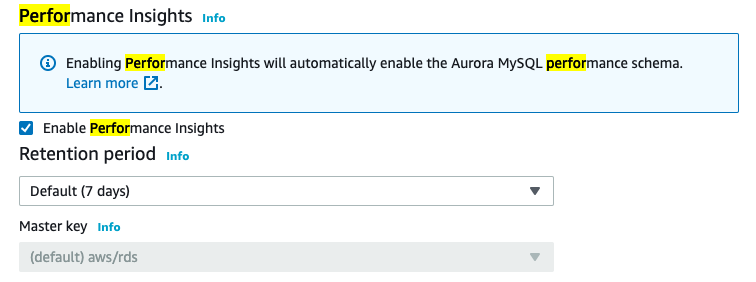 Performance Insights Info
Enabling Performance Insights will automatically enable the Aurora MySQL performance schema.
Learn more .
Enable Performance Insights
Retention period Info
Default (7 days)
Master key Info
(default) aws/rds